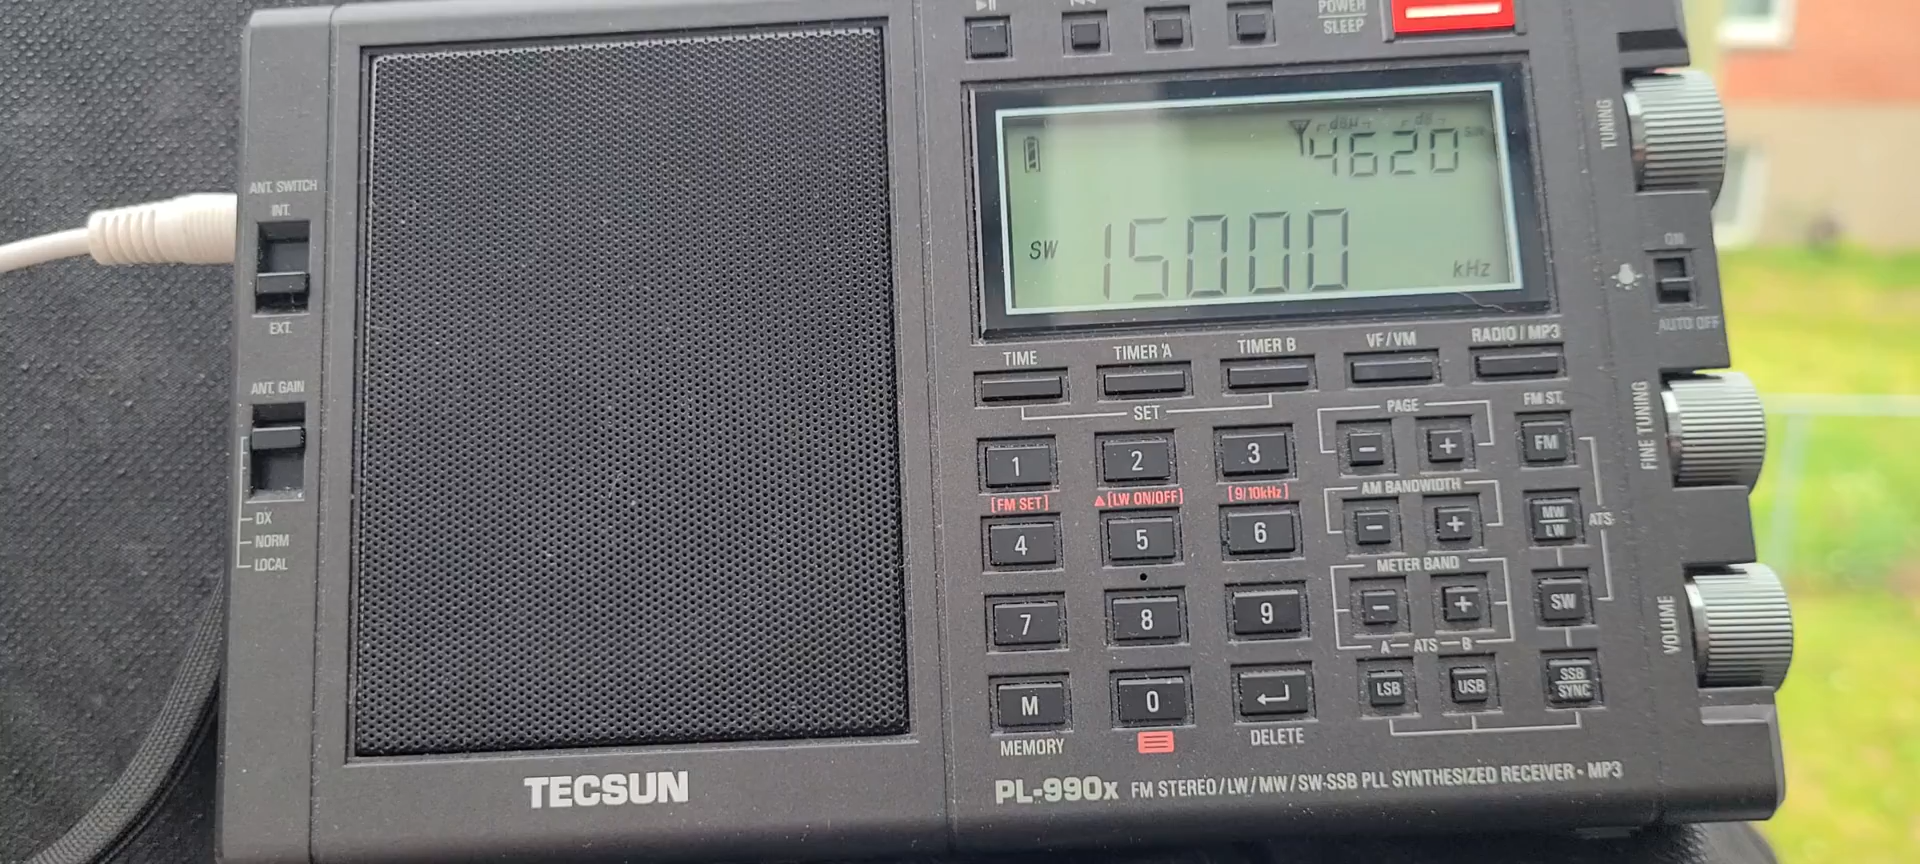 POWER
SLEEP
ANT. SWITCH
INT.
EXT.
ANT. GAIN
DX
NORM
LOCAL
dBμ dB
4620
SW 15000 kHz
TUNING
ON
AUTO OFF
TIME TIMER A TIMER B VF/VM RADIO / MP3
SET
PAGE
FM ST.
1 2 3 - + FM
[FM SET] ▲[LW ON/OFF] [9/10kHz]
AM BANDWIDTH
FINE TUNING
4 5 6 - + MW
LW
ATS
METER BAND
7 8 9 - + SW
A ATS B
VOLUME
M 0 LSB USB SSB
SYNC
MEMORY DELETE
TECSUN
PL-990x FM STEREO/LW/MW/SW-SSB PLL SYNTHESIZED RECEIVER · MP3